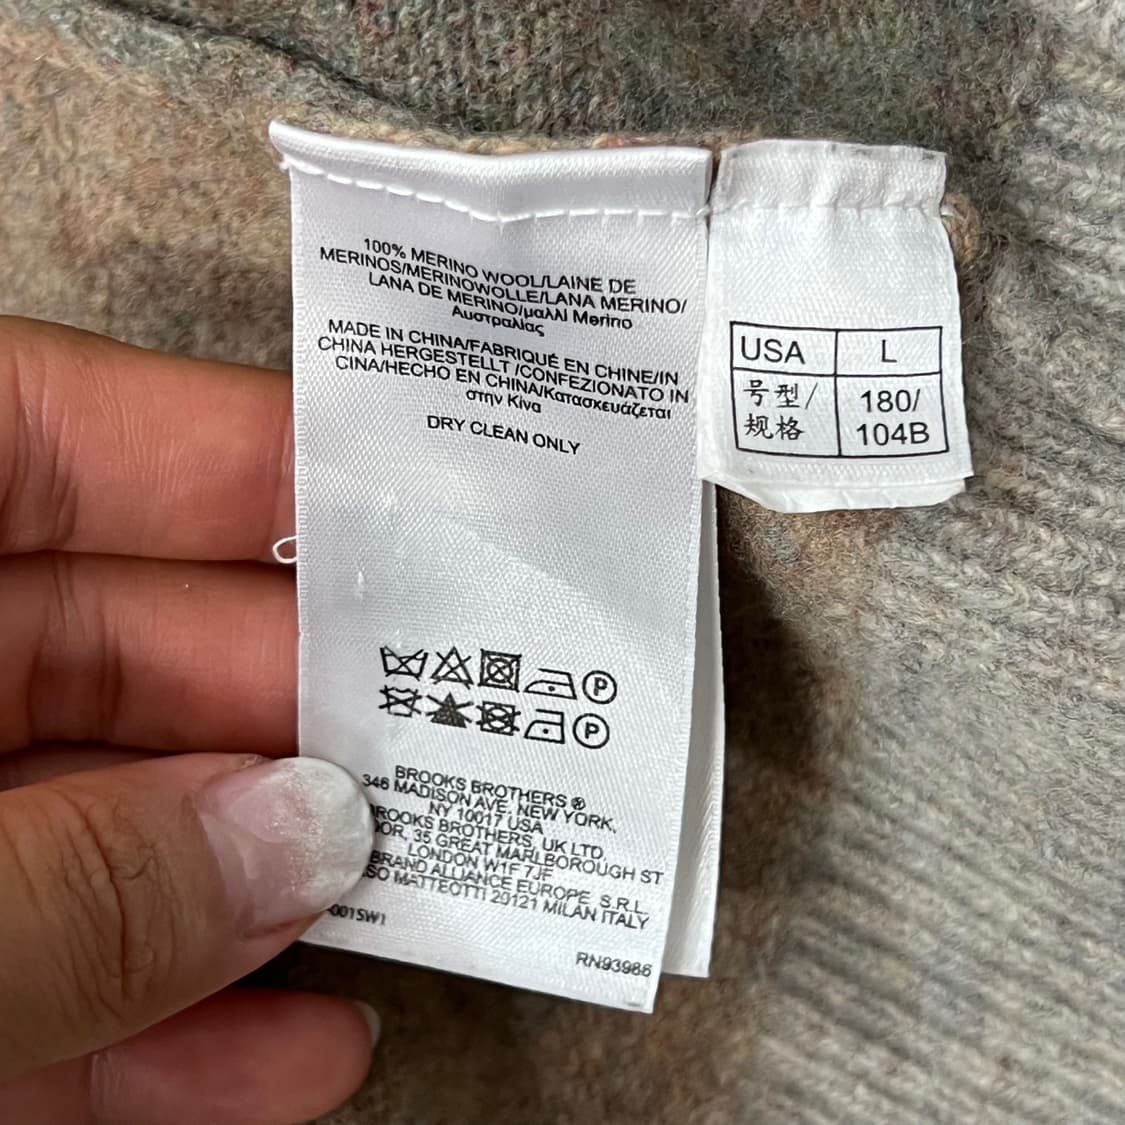 100% MERINO WOOL/LAINE DE
MERINOS/MERINOWOLLE/LANA MERINO/
LANA DE MERINO/μαλλί Merino
Αυστραλίας
MADE IN CHINA/FABRIQUÉ EN CHINE/IN
CHINA HERGESTELLT /CONFEZIONATO IN
CINA/HECHO EN CHINA/Κατασκευάζεται
στην Κίνα
DRY CLEAN ONLY
P
P
BROOKS BROTHERS ®
346 MADISON AVE. NEW YORK,
NY 10017 USA
BROOKS BROTHERS, UK LTD
OOR, 35 GREAT MARLBOROUGH ST
LONDON W1F 7JF
BRAND ALLIANCE EUROPE S.R.L
SO MATTEOTTI 20121 MILAN ITALY
001SW1
RN93986
USA L
号型/ 180/
规格 104B